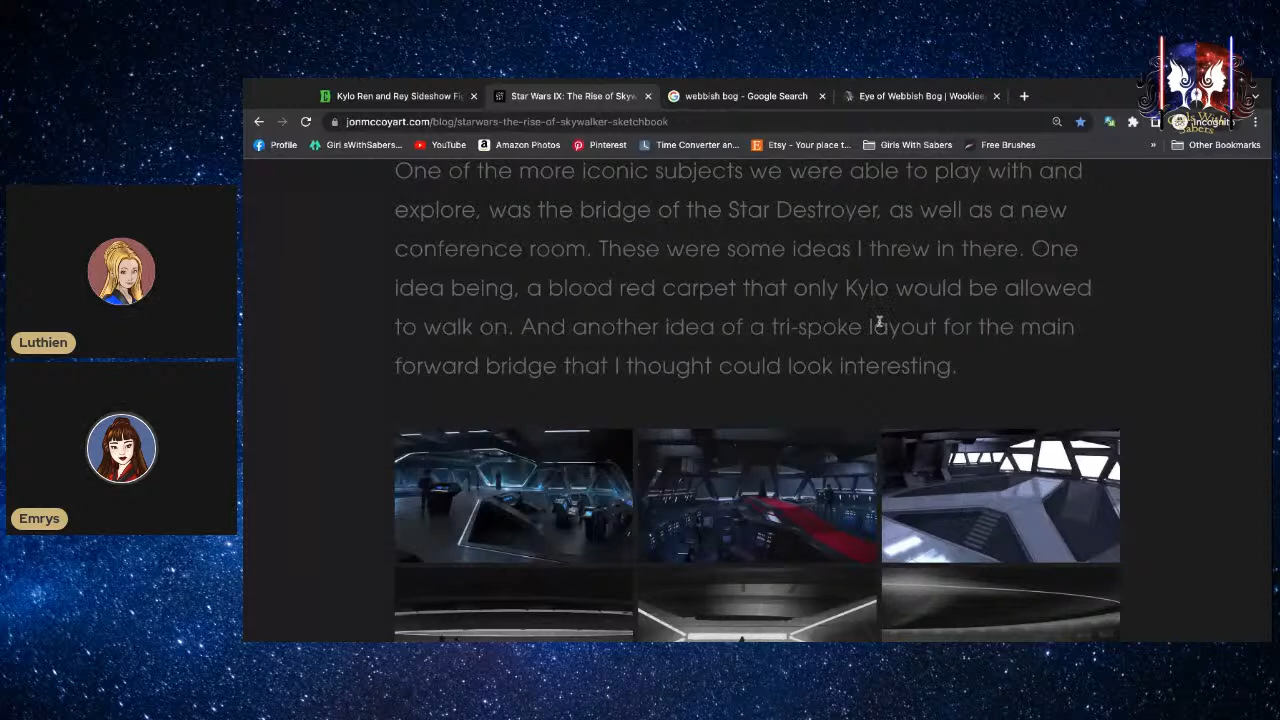 Kylo Ren and Rey Sideshow Fi
Star Wars IX: The Rise of Skyw
webbish bog - Google Search
Eye of Webbish Bog | Wookiee
jonmccoyart.com/blog/starwars-the-rise-of-skywalker-sketchbook
Profile
Girl sWithSabers...
YouTube
Amazon Photos
Pinterest
Time Converter an...
Etsy - Your place t...
Girls With Sabers
Free Brushes
»
Other Bookmarks
One of the more iconic subjects we were able to play with and
explore, was the bridge of the Star Destroyer, as well as a new
conference room. These were some ideas I threw in there. One
idea being, a blood red carpet that only Kylo would be allowed
to walk on. And another idea of a tri-spoke layout for the main
forward bridge that I thought could look interesting.
Luthien
Emrys